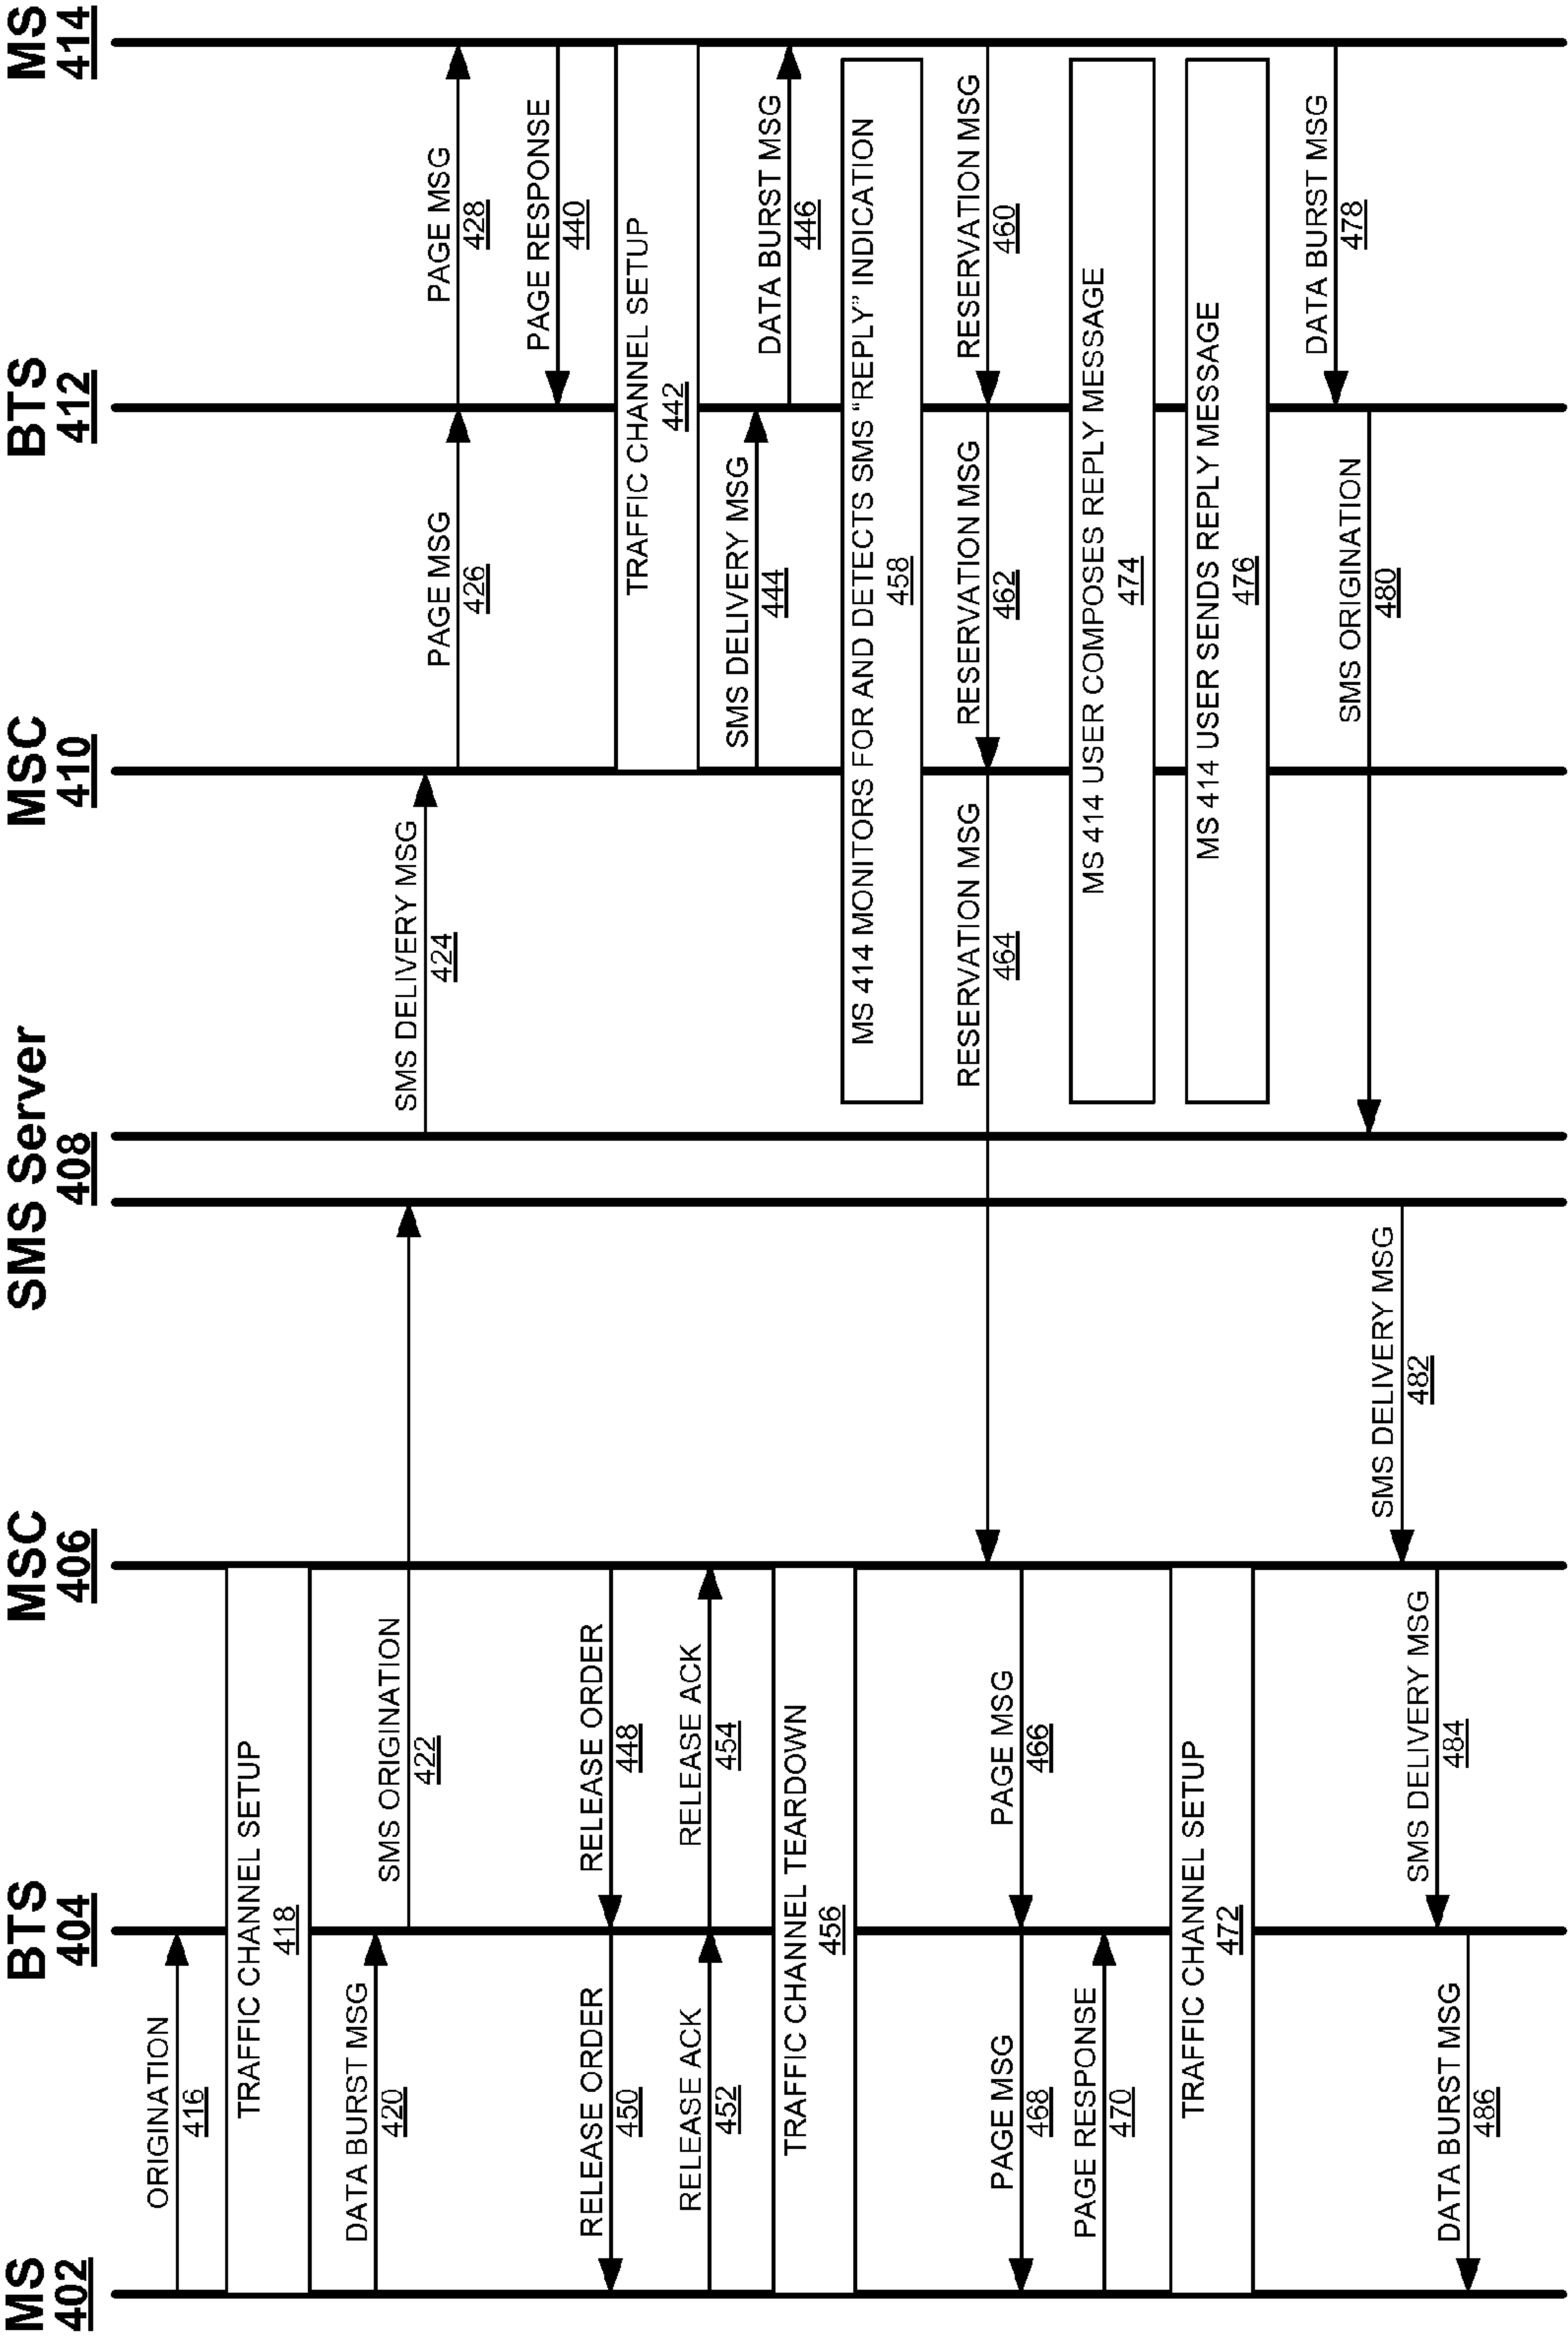 MS
402
BTS
404
MSC
406
SMS Server
408
MSC
410
BTS
412
MS
414
ORIGINATION
416
TRAFFIC CHANNEL SETUP
418
DATA BURST MSG
420
SMS ORIGINATION
422
SMS DELIVERY MSG
424
PAGE MSG
426
PAGE MSG
428
PAGE RESPONSE
440
TRAFFIC CHANNEL SETUP
442
SMS DELIVERY MSG
444
DATA BURST MSG
446
RELEASE ORDER
448
RELEASE ORDER
450
RELEASE ACK
452
RELEASE ACK
454
TRAFFIC CHANNEL TEARDOWN
456
MS 414 MONITORS FOR AND DETECTS SMS “REPLY” INDICATION
458
RESERVATION MSG
460
RESERVATION MSG
462
RESERVATION MSG
464
PAGE MSG
466
PAGE MSG
468
PAGE RESPONSE
470
TRAFFIC CHANNEL SETUP
472
MS 414 USER COMPOSES REPLY MESSAGE
474
MS 414 USER SENDS REPLY MESSAGE
476
DATA BURST MSG
478
SMS ORIGINATION
480
SMS DELIVERY MSG
482
SMS DELIVERY MSG
484
DATA BURST MSG
486